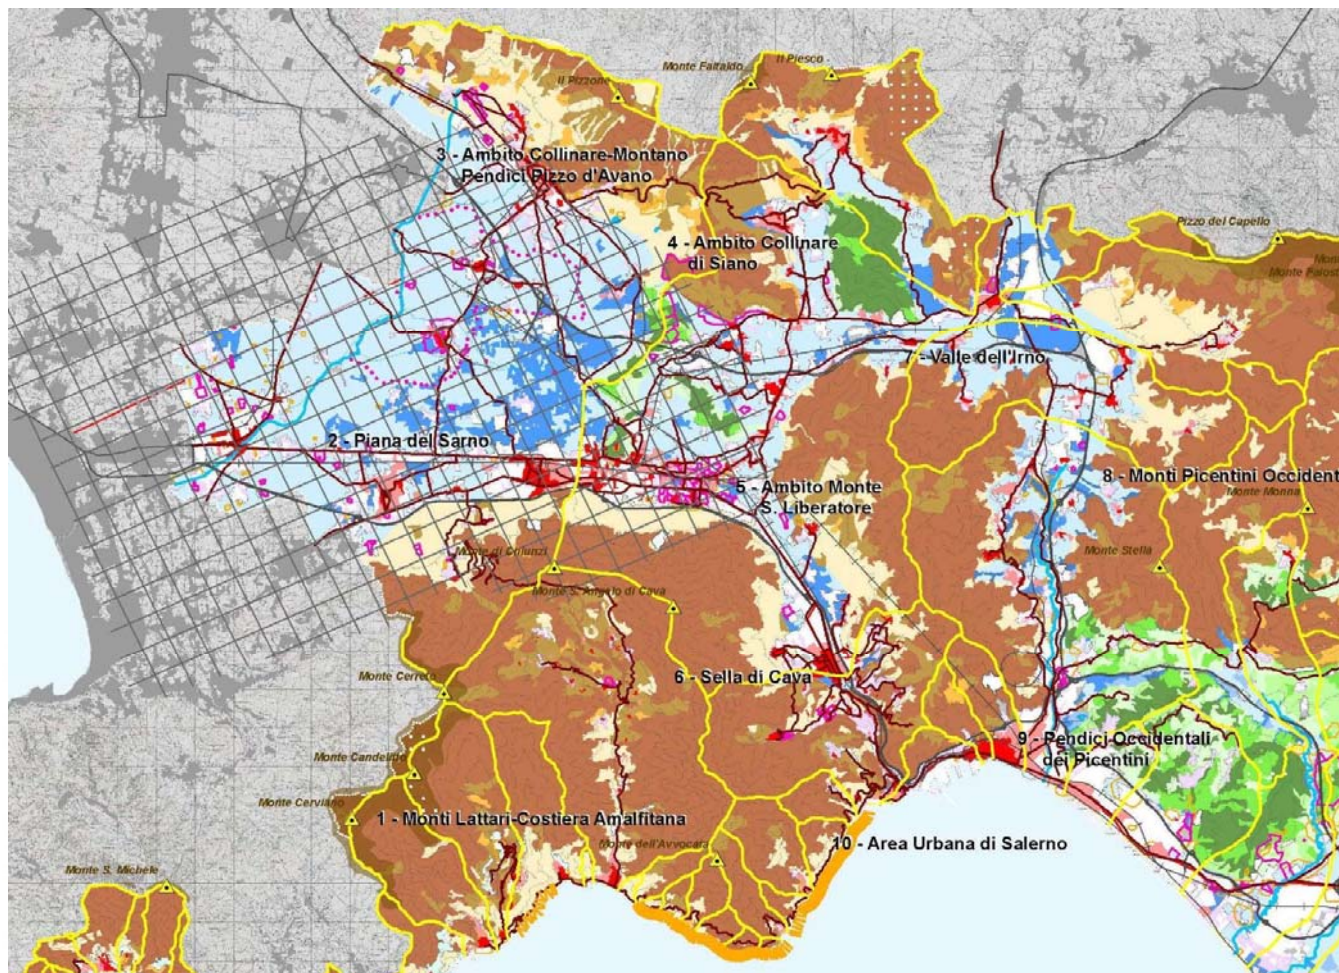 Il Piesco
Monte Faitaldo
Il Pizzone
3 - Ambito Collinare-Montano
Pendici Pizzo d'Avano
Pizzo del Capello
4 - Ambito Collinare
di Siano
7 - Valle dell'Irno
2 - Piana del Sarno
5 - Ambito Monte
S. Liberatore
8 - Monti Picentini Occident
Monte Monna
Monte Stella
Monte di Chiunzi
Monte S. Angelo di Cava
Monte Cerreto
6 - Sella di Cava
9 - Pendici Occidentali
dei Picentini
Monte Candelitto
Monte Cerviano
1 - Monti Lattari-Costiera Amalfitana
Monte dell'Avvocata
10 - Area Urbana di Salerno
Monte S. Michele